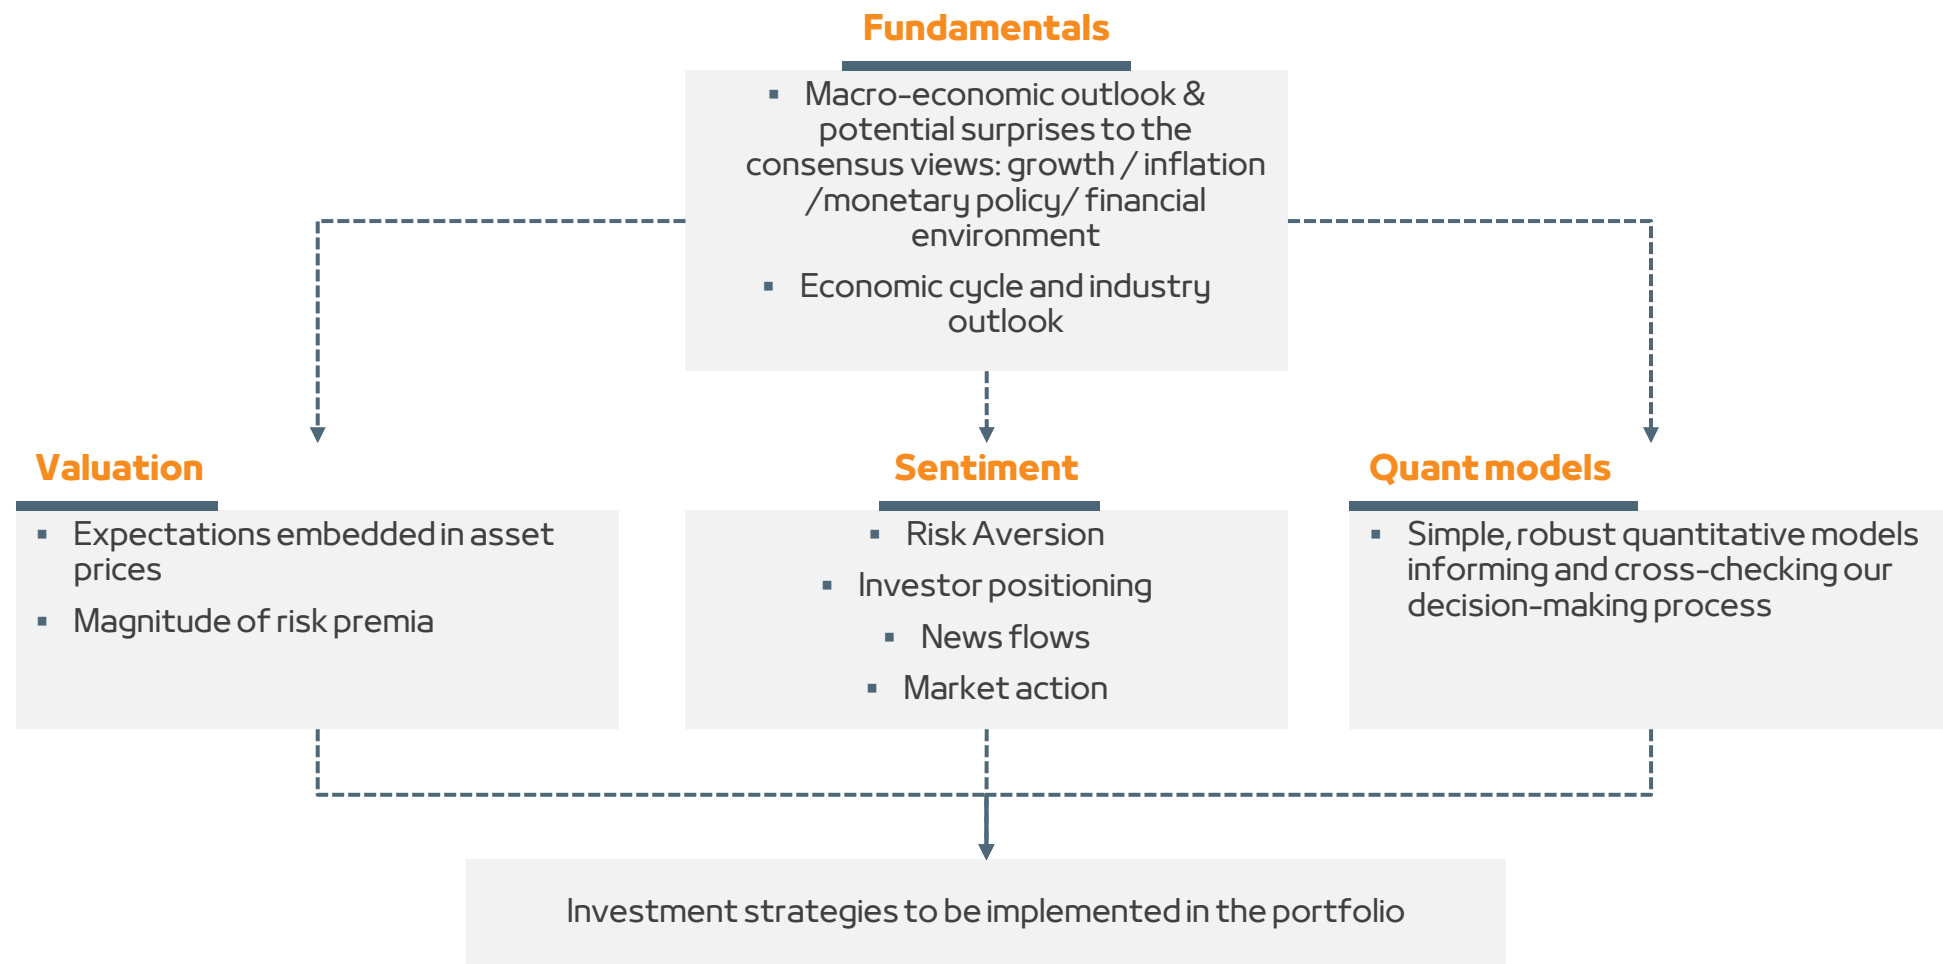 Fundamentals
▪ Macro-economic outlook &
potential surprises to the
consensus views: growth / inflation
/monetary policy/ financial
environment
▪ Economic cycle and industry
outlook
Valuation
▪ Expectations embedded in asset
prices
▪ Magnitude of risk premia
Sentiment
▪ Risk Aversion
▪ Investor positioning
▪ News flows
▪ Market action
Quant models
▪ Simple, robust quantitative models
informing and cross-checking our
decision-making process
Investment strategies to be implemented in the portfolio